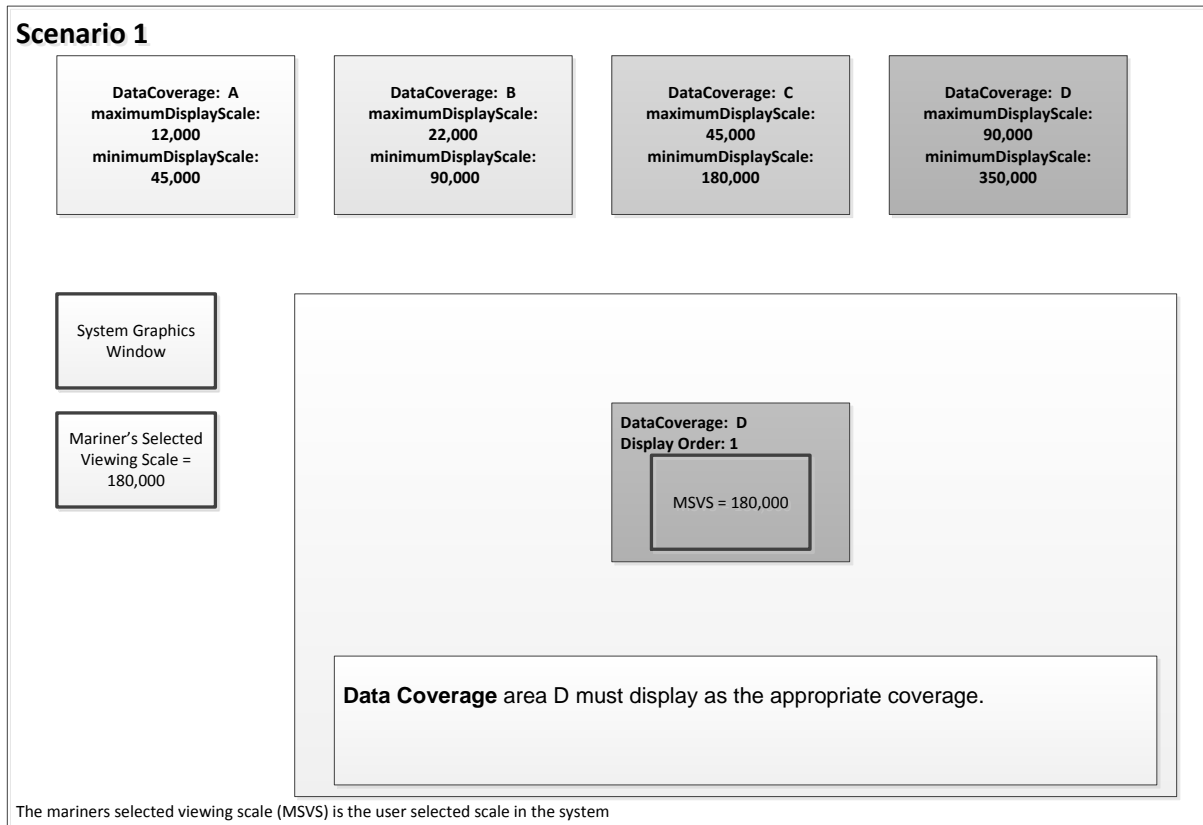 Scenario 1
DataCoverage:  A
maximumDisplayScale:
12,000
minimumDisplayScale:
45,000
DataCoverage:  B
maximumDisplayScale:
22,000
minimumDisplayScale:
90,000
DataCoverage:  C
maximumDisplayScale:
45,000
minimumDisplayScale:
180,000
DataCoverage:  D
maximumDisplayScale:
90,000
minimumDisplayScale:
350,000
System Graphics
Window
Mariner’s Selected
Viewing Scale =
180,000
DataCoverage:  D
Display Order: 1
MSVS = 180,000
Data Coverage area D must display as the appropriate coverage.
The mariners selected viewing scale (MSVS) is the user selected scale in the system